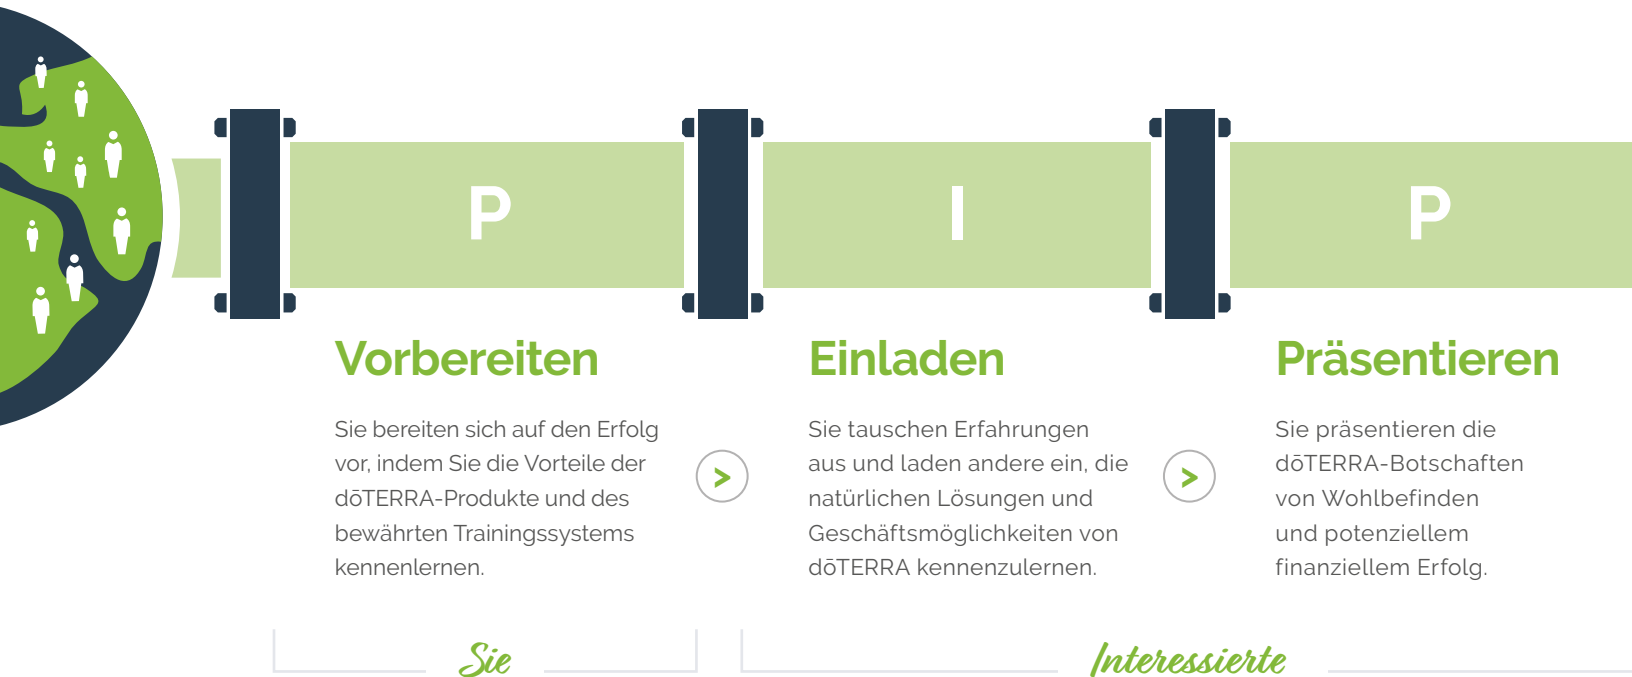 P
I
P
Vorbereiten
Sie bereiten sich auf den Erfolg
vor, indem Sie die Vorteile der
dōTERRA-Produkte und des
bewährten Trainingssystems
kennenlernen.
>
Einladen
Sie tauschen Erfahrungen
aus und laden andere ein, die
natürlichen Lösungen und
Geschäftsmöglichkeiten von
dōTERRA kennenzulernen.
>
Präsentieren
Sie präsentieren die
dōTERRA-Botschaften
von Wohlbefinden
und potenziellem
finanziellem Erfolg.
Sie
Interessierte